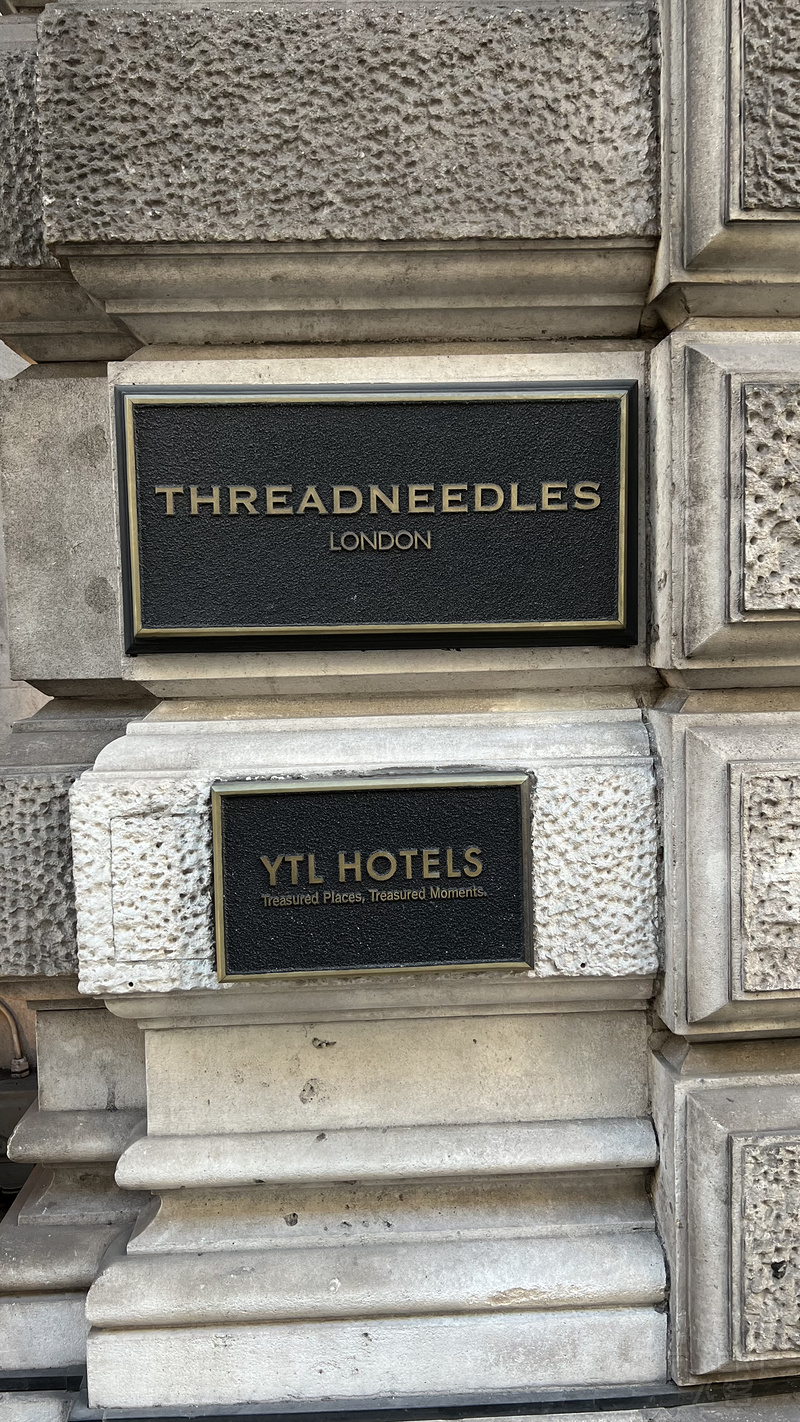 THREADNEEDLES
LONDON
YTL HOTELS
Treasured Places, Treasured Moments.